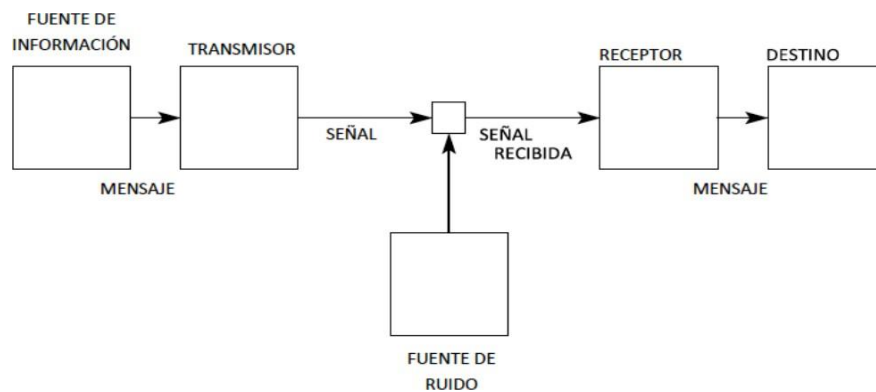 FUENTE DE
INFORMACIÓN
TRANSMISOR
RECEPTOR
DESTINO
SEÑAL
SEÑAL
RECIBIDA
MENSAJE
MENSAJE
FUENTE DE
RUIDO